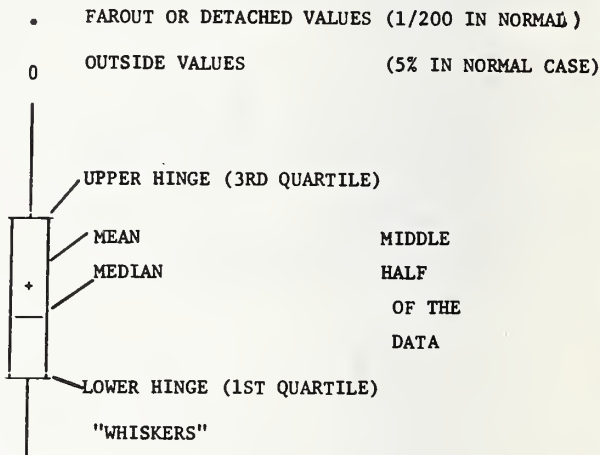 FAROUT OR DETACHED VALUES (1/200 IN NORMAL)
0 OUTSIDE VALUES (5% IN NORMAL CASE)
UPPER HINGE (3RD QUARTILE)
MEAN MIDDLE
+ MEDIAN HALF
OF THE
DATA
LOWER HINGE (1ST QUARTILE)
"WHISKERS"